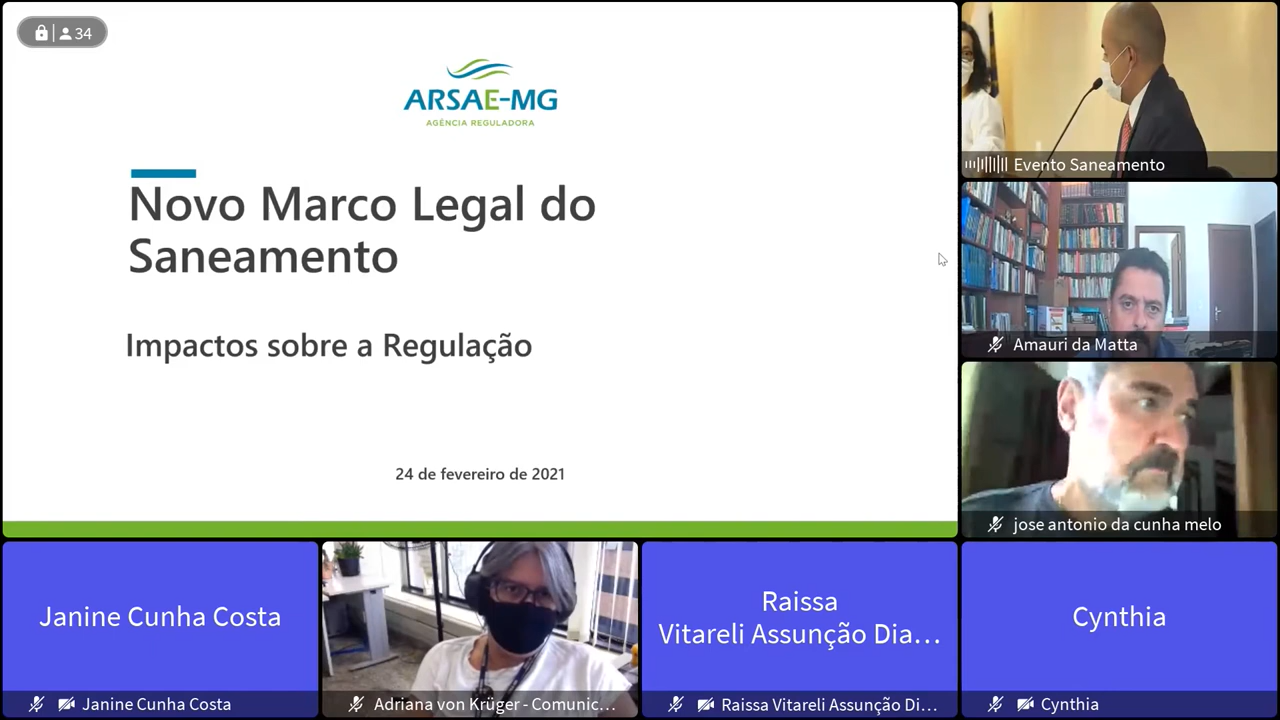 34
ARSAE-MG
AGÊNCIA REGULADORA
Novo Marco Legal do
Saneamento
Impactos sobre a Regulação
24 de fevereiro de 2021
Evento Saneamento
Amauri da Matta
jose antonio da cunha melo
Janine Cunha Costa
Janine Cunha Costa
Adriana von Krüger - Comunic...
Raissa
Vitareli Assunção Dia...
Raissa Vitareli Assunção Di...
Cynthia
Cynthia